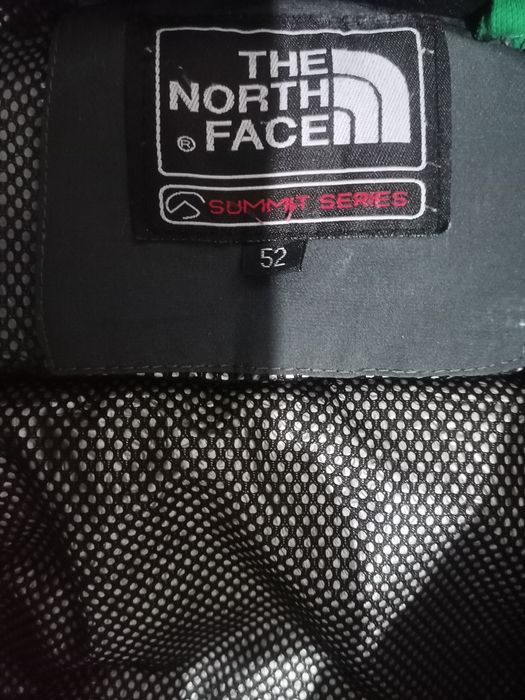 THE
NORTH
® FACE
SUMMIT SERIES
52